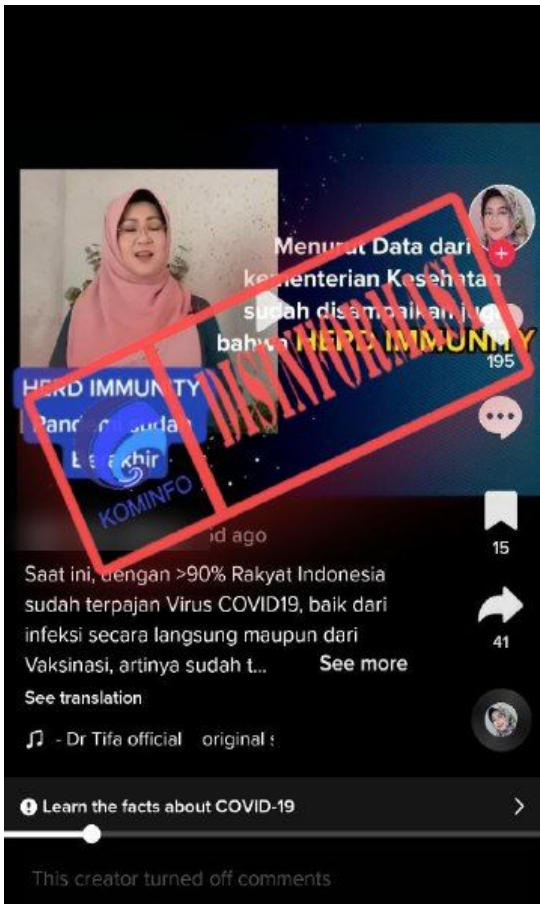 Menurut Data dari
kementerian Kesehatan
sudah disampaikan juga
bahwa HERD IMMUNITY
HERD IMMUNITY
Pandemi sudah
Berakhir
DISINFORMASI
KOMINFO
195
15
41
d ago
Saat ini, dengan >90% Rakyat Indonesia
sudah terpajan Virus COVID19, baik dari
infeksi secara langsung maupun dari
Vaksinasi, artinya sudah t... See more
See translation
- Dr Tifa official original s
Learn the facts about COVID-19
This creator turned off comments